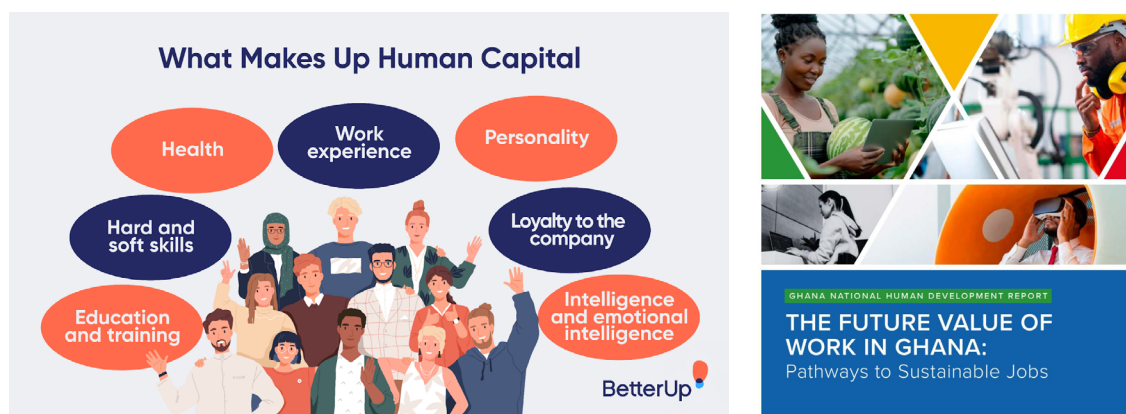 What Makes Up Human Capital
Health
Work
experience
Personality
Hard and
soft skills
Loyalty to the
company
Education
and training
Intelligence
and emotional
intelligence
BetterUp
GHANA NATIONAL HUMAN DEVELOPMENT REPORT
THE FUTURE VALUE OF
WORK IN GHANA:
Pathways to Sustainable Jobs